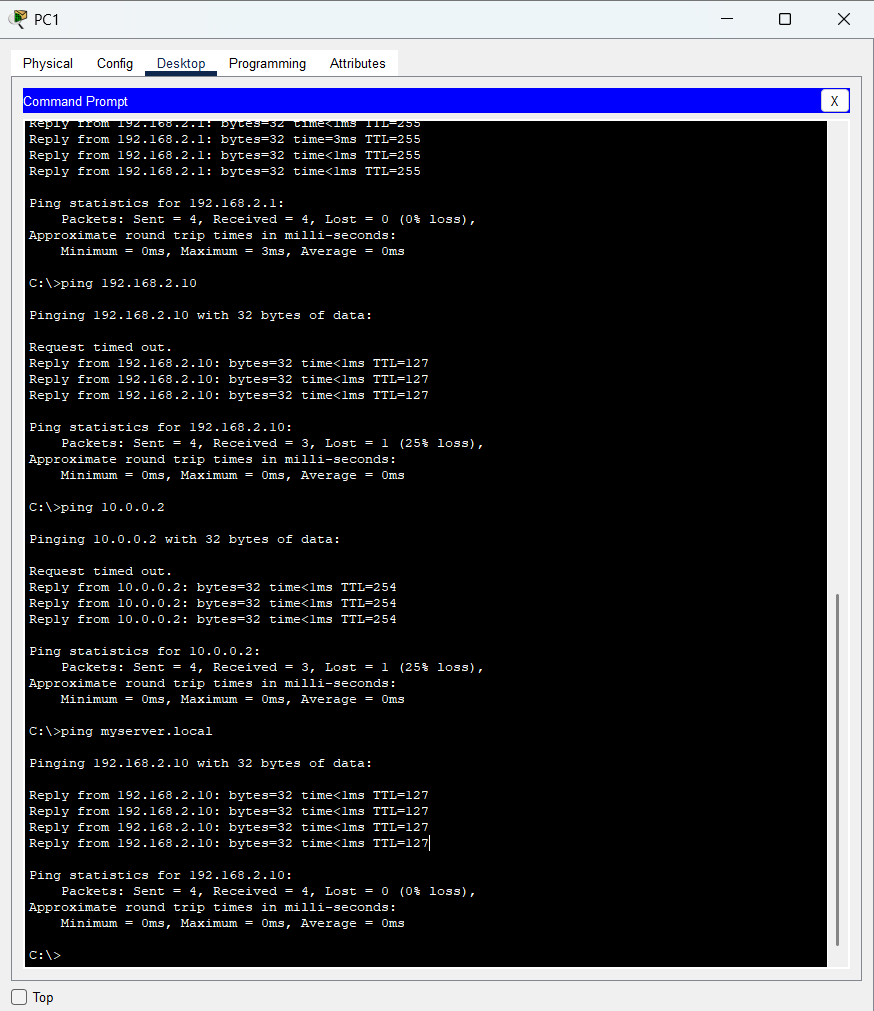 PC1
Physical Config Desktop Programming Attributes
Command Prompt X
Reply from 192.168.2.1: bytes=32 time<1ms TTL=255
Reply from 192.168.2.1: bytes=32 time=3ms TTL=255
Reply from 192.168.2.1: bytes=32 time<1ms TTL=255
Reply from 192.168.2.1: bytes=32 time<1ms TTL=255
Ping statistics for 192.168.2.1:
Packets: Sent = 4, Received = 4, Lost = 0 (0% loss),
Approximate round trip times in milli-seconds:
Minimum = 0ms, Maximum = 3ms, Average = 0ms
C:\>ping 192.168.2.10
Pinging 192.168.2.10 with 32 bytes of data:
Request timed out.
Reply from 192.168.2.10: bytes=32 time<1ms TTL=127
Reply from 192.168.2.10: bytes=32 time<1ms TTL=127
Reply from 192.168.2.10: bytes=32 time<1ms TTL=127
Ping statistics for 192.168.2.10:
Packets: Sent = 4, Received = 3, Lost = 1 (25% loss),
Approximate round trip times in milli-seconds:
Minimum = 0ms, Maximum = 0ms, Average = 0ms
C:\>ping 10.0.0.2
Pinging 10.0.0.2 with 32 bytes of data:
Request timed out.
Reply from 10.0.0.2: bytes=32 time<1ms TTL=254
Reply from 10.0.0.2: bytes=32 time<1ms TTL=254
Reply from 10.0.0.2: bytes=32 time<1ms TTL=254
Ping statistics for 10.0.0.2:
Packets: Sent = 4, Received = 3, Lost = 1 (25% loss),
Approximate round trip times in milli-seconds:
Minimum = 0ms, Maximum = 0ms, Average = 0ms
C:\>ping myserver.local
Pinging 192.168.2.10 with 32 bytes of data:
Reply from 192.168.2.10: bytes=32 time<1ms TTL=127
Reply from 192.168.2.10: bytes=32 time<1ms TTL=127
Reply from 192.168.2.10: bytes=32 time<1ms TTL=127
Reply from 192.168.2.10: bytes=32 time<1ms TTL=127
Ping statistics for 192.168.2.10:
Packets: Sent = 4, Received = 4, Lost = 0 (0% loss),
Approximate round trip times in milli-seconds:
Minimum = 0ms, Maximum = 0ms, Average = 0ms
C:\>
Top